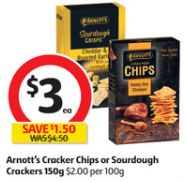 ARNOTT'S
Sourdough
CRISPS
Cheddar &
Roasted Garlic
ARNOTT'S
CRACKER
CHIPS
Honey Soy
Chicken
$3
ea
SAVE $1.50
WAS $4.50
Arnott's Cracker Chips or Sourdough
Crackers 150g $2.00 per 100g